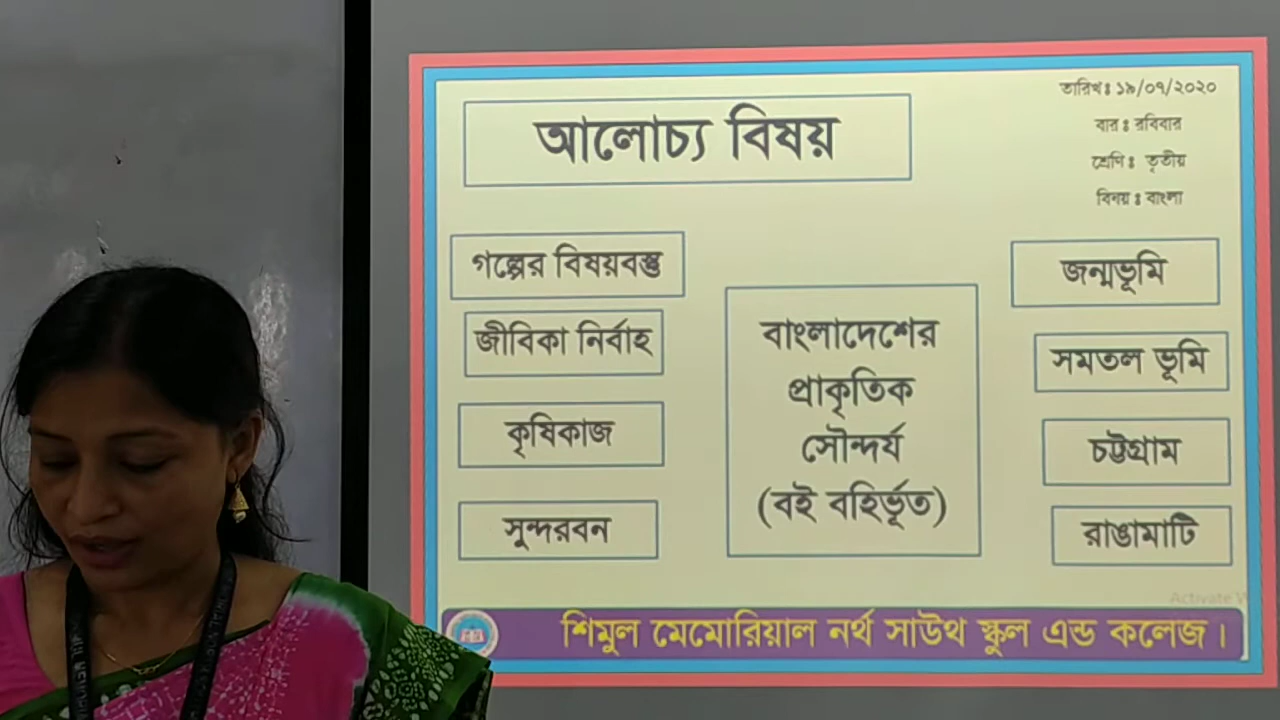 তারিখঃ ১৯/০৭/২০২০
আলোচ্য বিষয়
বারঃ রবিবার
শ্রেণিঃ তৃতীয়
বিষয়ঃ বাংলা
গল্পের বিষয়বস্তু
জীবিকা নির্বাহ
কৃষিকাজ
সুন্দরবন
বাংলাদেশের
প্রাকৃতিক
সৌন্দর্য
(বই বহির্ভূত)
জন্মভূমি
সমতল ভূমি
চট্টগ্রাম
রাঙামাটি
Activate
শিমুল মেমোরিয়াল নর্থ সাউথ স্কুল এন্ড কলেজ।